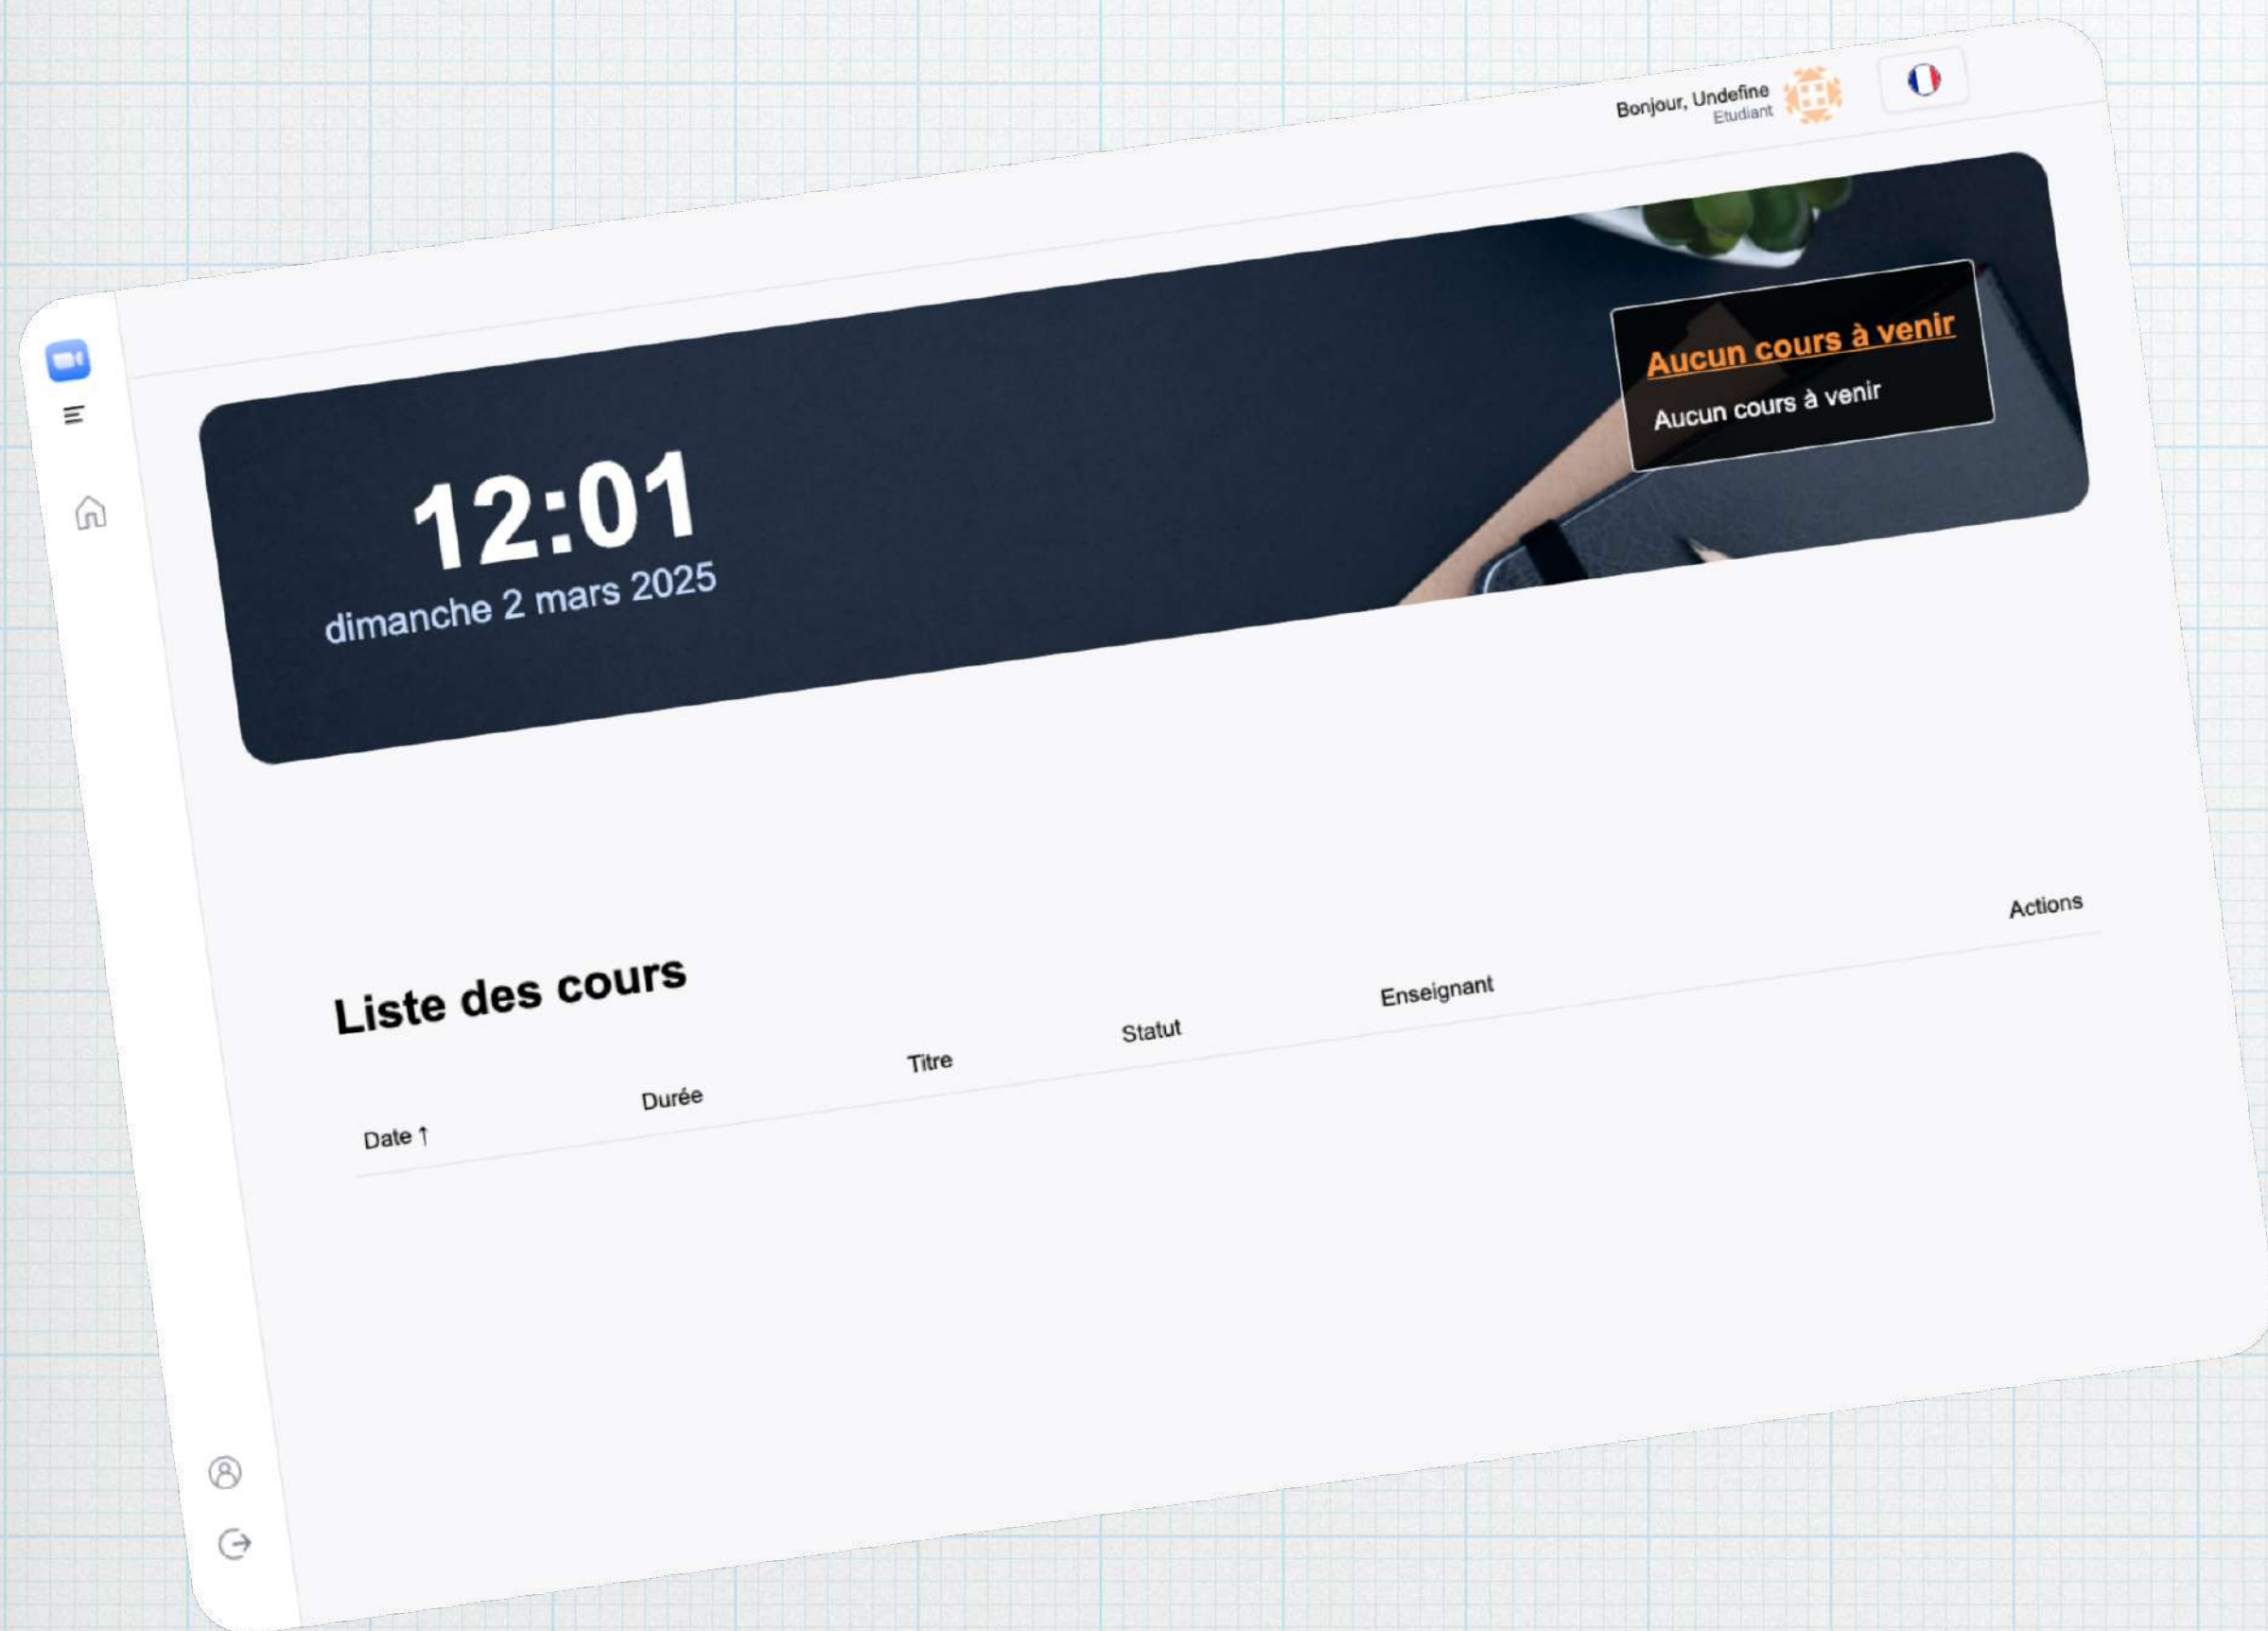 Bonjour, Undefine
Etudiant
12:01
dimanche 2 mars 2025
Aucun cours à venir
Aucun cours à venir
Liste des cours
Date ↑ Durée Titre Statut Enseignant Actions